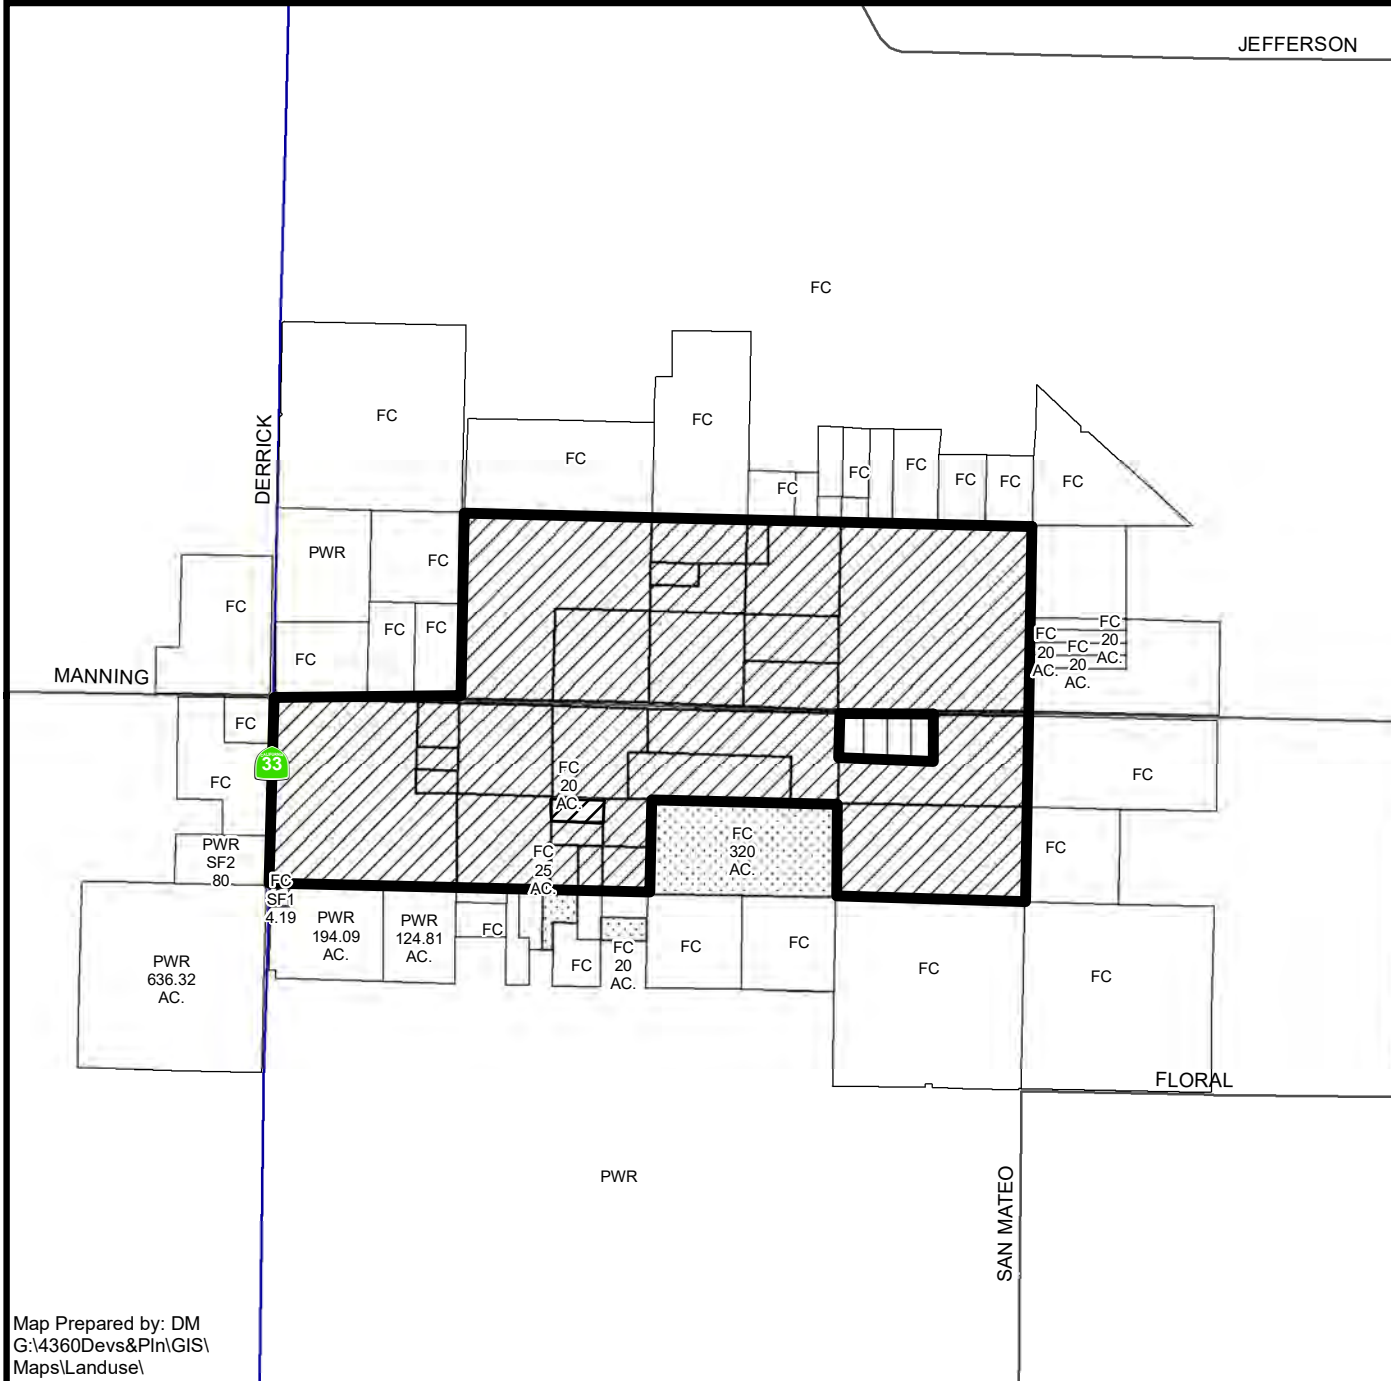 JEFFERSON
FC
FC
DERRICK
FC
FC
FC
FC
FC
FC
FC
FC
FC
PWR
FC
FC
FC
FC
FC
MANNING
FC
20
AC.
FC
20
AC.
FC
20
AC.
FC
33
FC
FC
20
AC.
FC
FC
320
AC.
PWR
SF2
80
FC
25
AC.
FC
FC
SF1
4.19
PWR
194.09
AC.
PWR
124.81
AC.
FC
FC
FC
20
AC.
FC
FC
FC
FC
PWR
636.32
AC.
FLORAL
PWR
SAN MATEO
Map Prepared by: DM
G:\4360Devs&Pln\GIS\
Maps\Landuse\